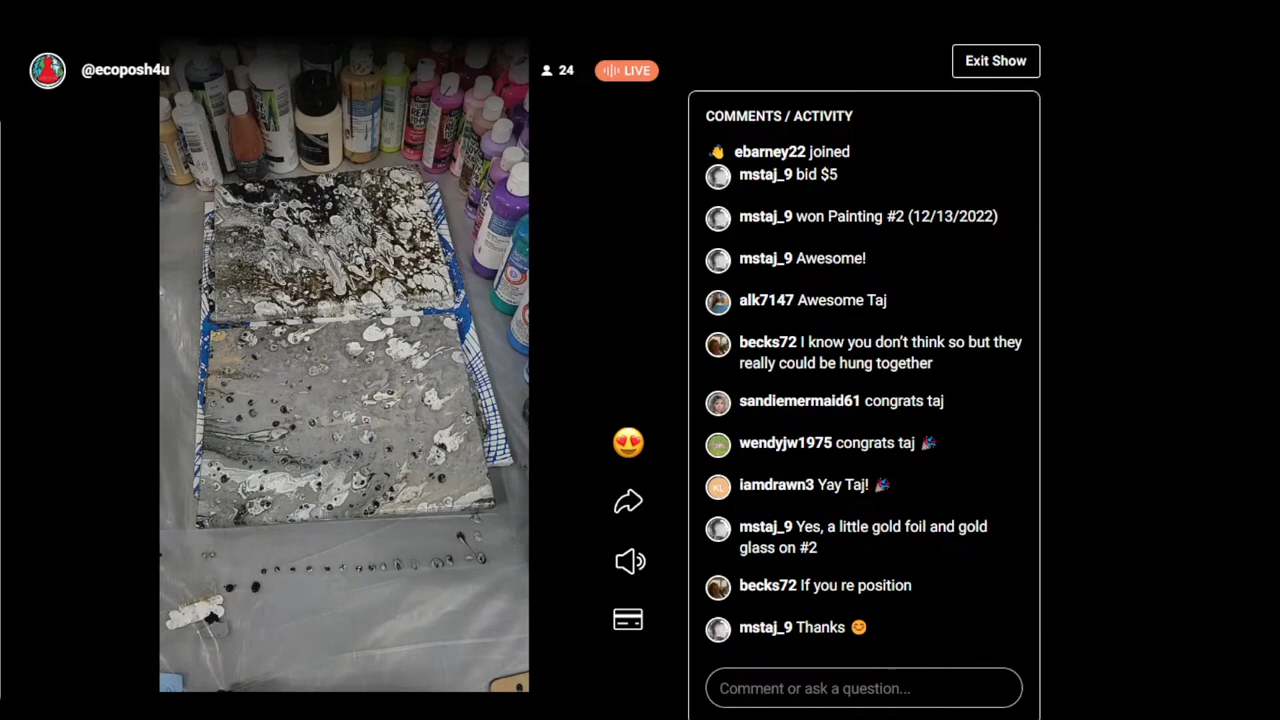 @ecoposh4u
24
LIVE
Exit Show
COMMENTS / ACTIVITY
ebarney22 joined
mstaj_9 bid $5
mstaj_9 won Painting #2 (12/13/2022)
mstaj_9 Awesome!
alk7147 Awesome Taj
becks72 I know you don't think so but they
really could be hung together
sandiemermaid61 congrats taj
wendyjw1975 congrats taj 🎉
KL
iamdrawn3 Yay Taj! 🎉
mstaj_9 Yes, a little gold foil and gold
glass on #2
becks72 If you re position
mstaj_9 Thanks 😊
Comment or ask a question...